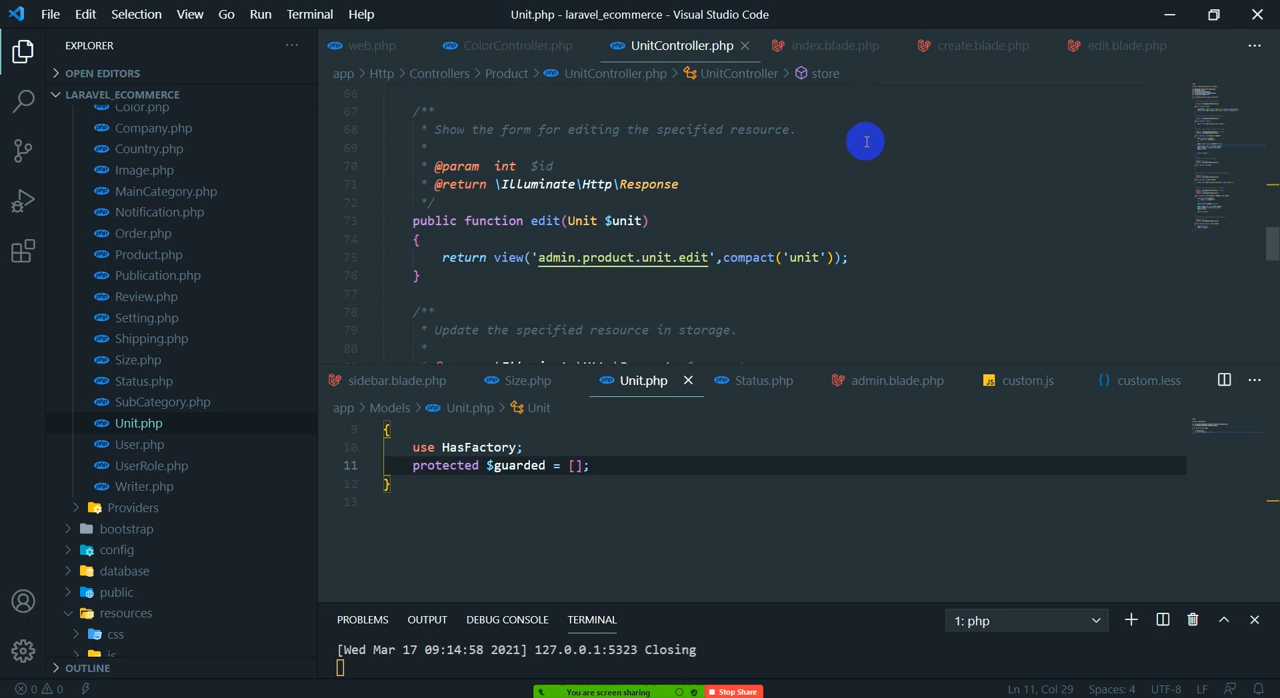 File Edit Selection View Go Run Terminal Help
Unit.php - laravel_ecommerce - Visual Studio Code
EXPLORER
OPEN EDITORS
LARAVEL_ECOMMERCE
Color.php
Company.php
Country.php
Image.php
MainCategory.php
Notification.php
Order.php
Product.php
Publication.php
Review.php
Setting.php
Shipping.php
Size.php
Status.php
SubCategory.php
Unit.php
User.php
UserRole.php
Writer.php
Providers
bootstrap
config
database
public
resources
css
js
OUTLINE
web.php ColorController.php UnitController.php index.blade.php create.blade.php edit.blade.php
app > Http > Controllers > Product > UnitController.php > UnitController > store
66
67 /**
68 * Show the form for editing the specified resource.
69 *
70 * @param int $id
71 * @return \Illuminate\Http\Response
72 */
73 public function edit(Unit $unit)
74 {
75 return view('admin.product.unit.edit',compact('unit'));
76 }
77
78 /**
79 * Update the specified resource in storage.
80 *
sidebar.blade.php Size.php Unit.php Status.php admin.blade.php custom.js custom.less
app > Models > Unit.php > Unit
9 {
10 use HasFactory;
11 protected $guarded = [];
12 }
13
PROBLEMS OUTPUT DEBUG CONSOLE TERMINAL
1: php
[Wed Mar 17 09:14:58 2021] 127.0.0.1:5323 Closing
0 0
You are screen sharing Stop Share
Ln 11, Col 29 Spaces: 4 UTF-8 LF